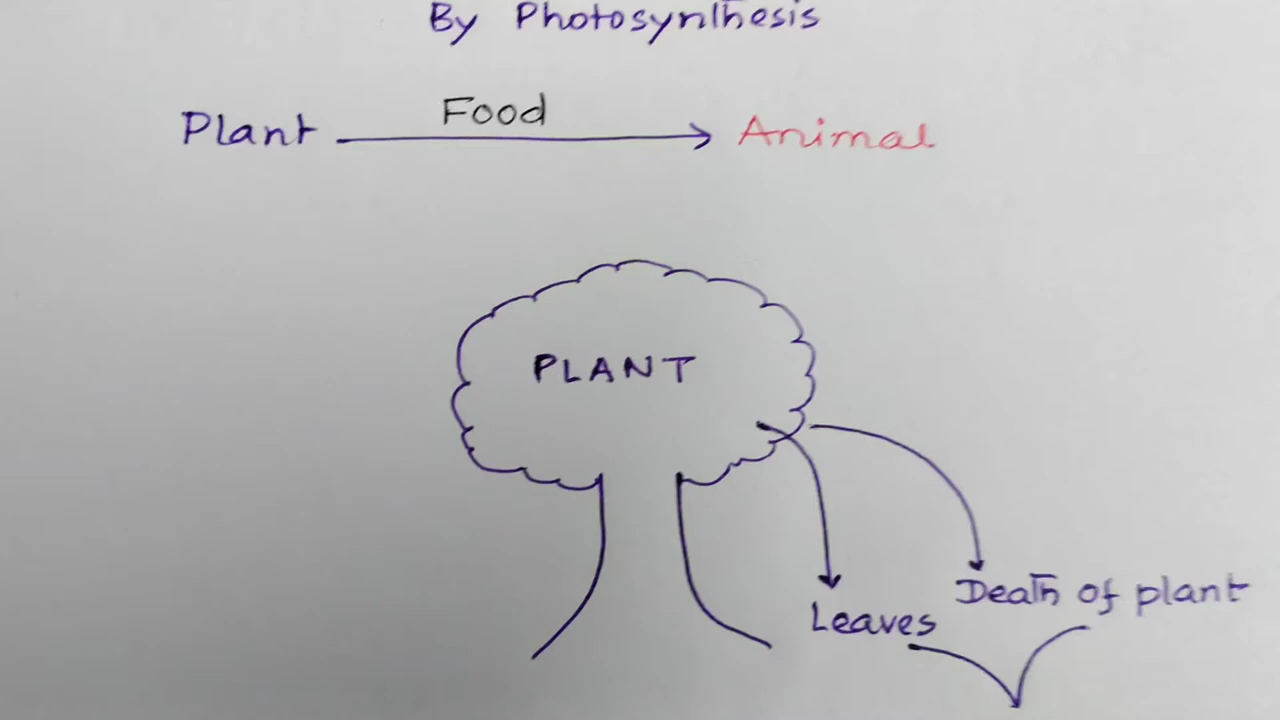 By Photosynthesis
Food
Plant
Animal
PLANT
Death of plant
Leaves